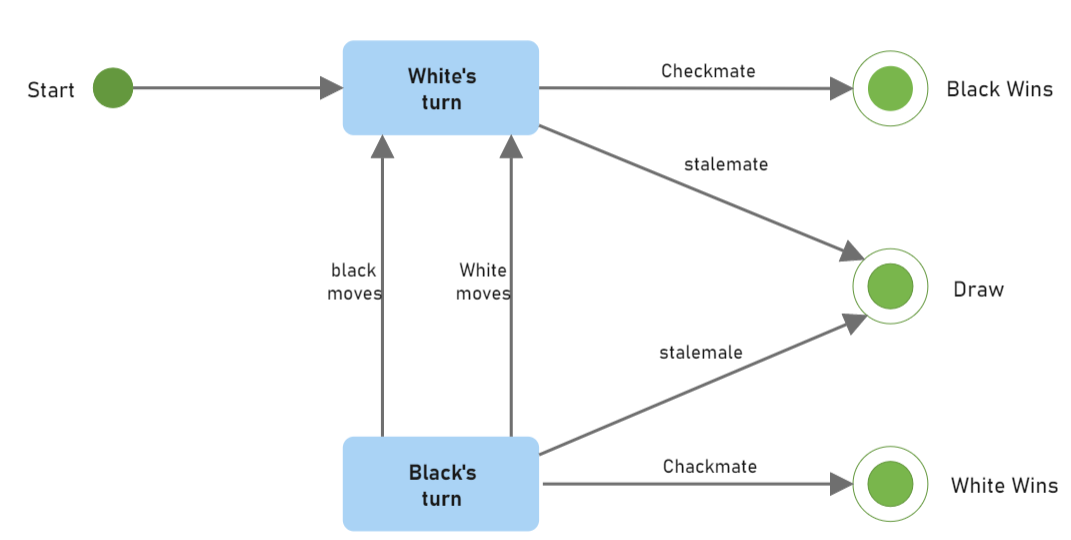 White's
turn
Checkmate
Start
Black Wins
stalemate
black
moves
White
moves
Draw
stalemale
Black's
turn
Chackmate
White Wins